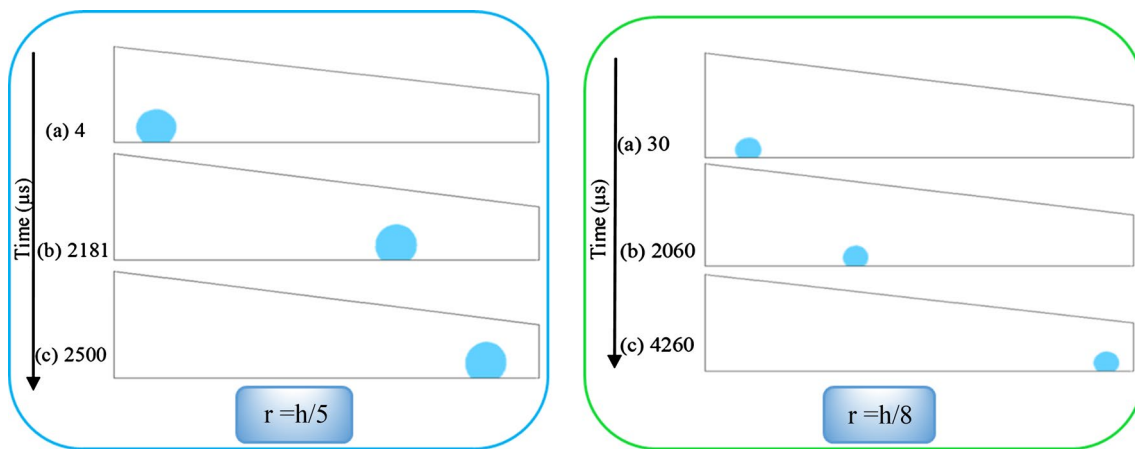 Time (µs)
(a) 4
(b) 2181
(c) 2500
r =h/5
Time (µs)
(a) 30
(b) 2060
(c) 4260
r =h/8